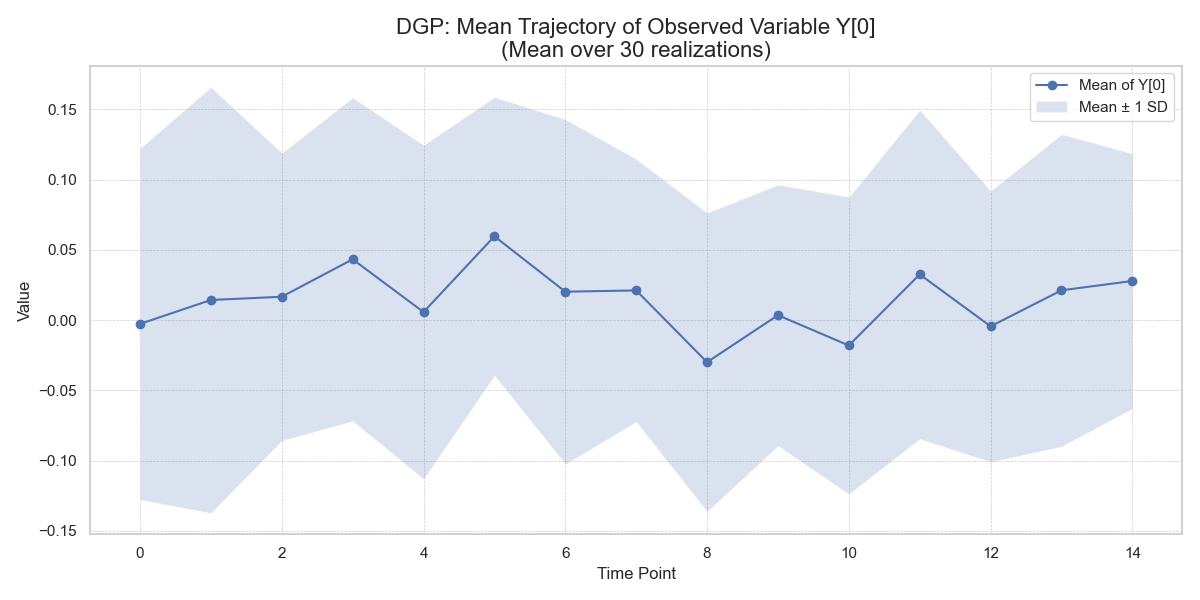 DGP: Mean Trajectory of Observed Variable Y[0]
(Mean over 30 realizations)
Mean of Y[0]
Mean ± 1 SD
Value
0.15
0.10
0.05
0.00
−0.05
−0.10
−0.15
0 2 4 6 8 10 12 14
Time Point